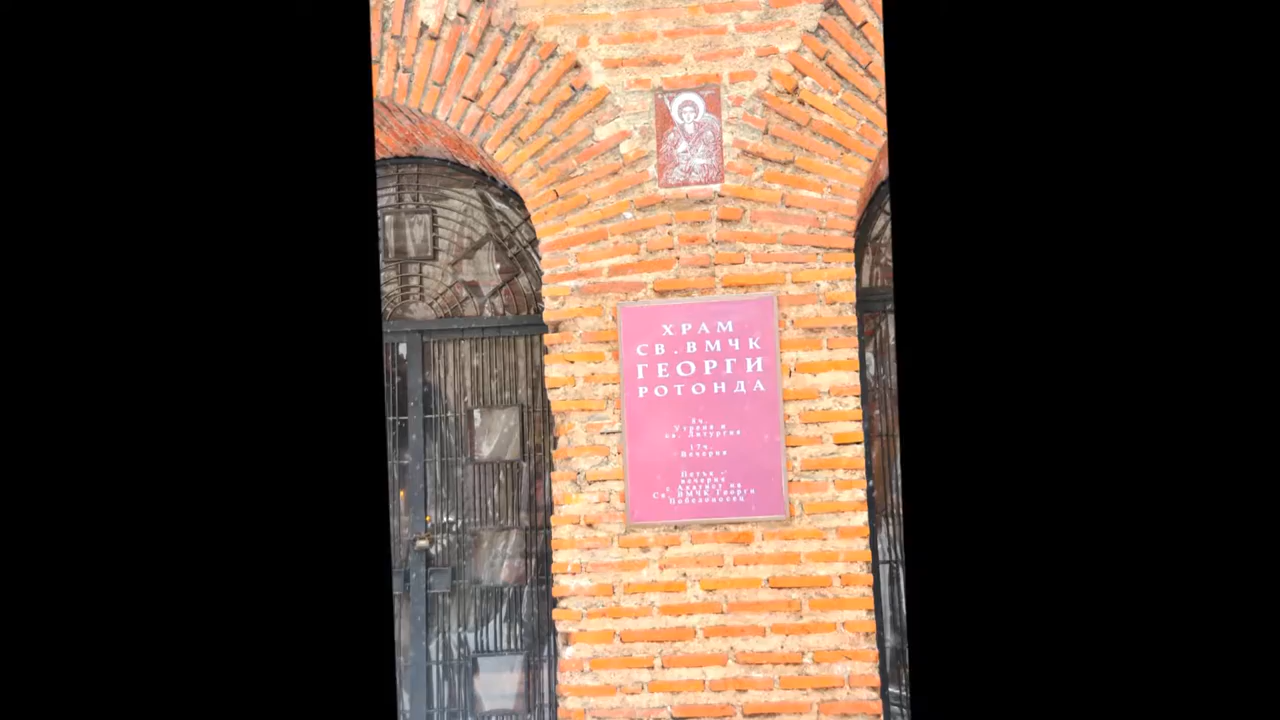 ХРАМ
СВ. ВМЧК
ГЕОРГИ
РОТОНДА
8ч.
Утреня и
св. Литургия
17ч.
Вечерня
Петък -
вечерня
с Акатист на
Св. ВМЧК Георги
Победоносец